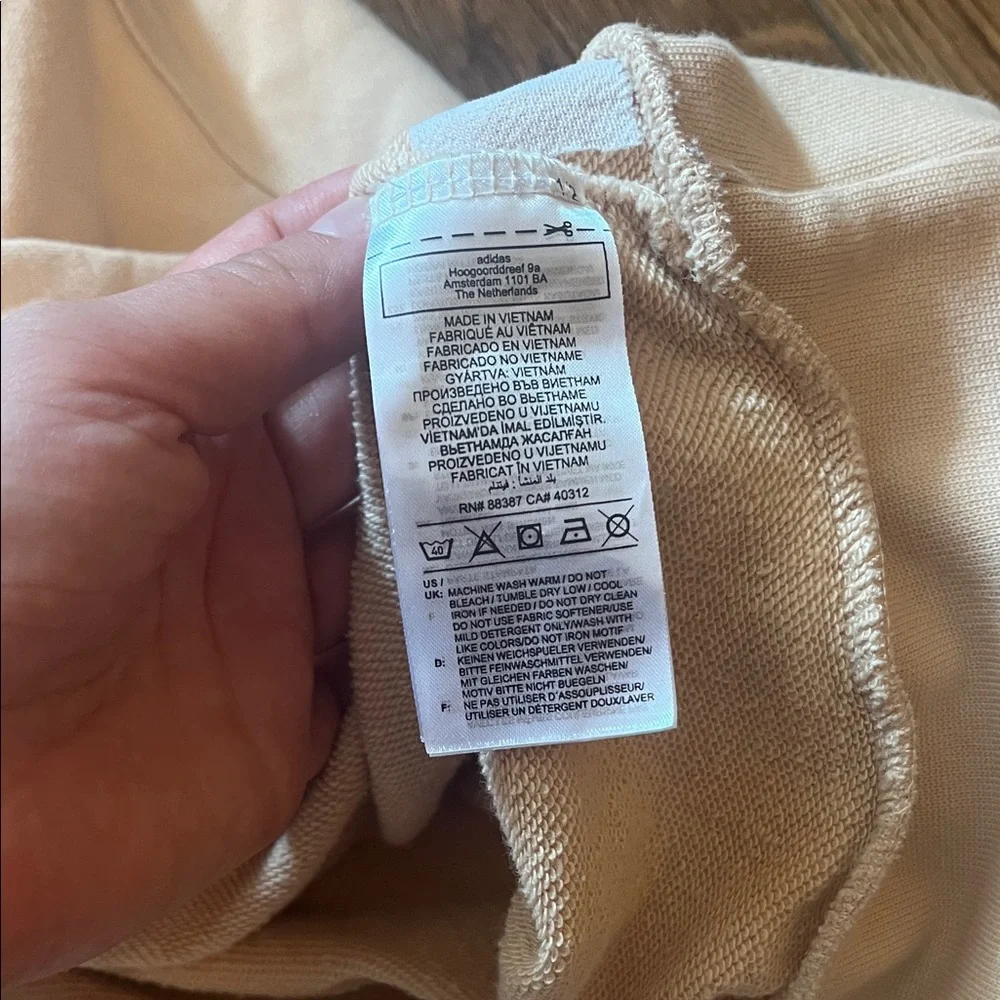 12
adidas
Hoogoorddreef 9a
Amsterdam 1101 BA
The Netherlands
MADE IN VIETNAM
FABRIQUÉ AU VIÊTNAM
FABRICADO EN VIETNAM
FABRICADO NO VIETNAME
GYÁRTVA: VIETNÁM
ПРОИЗВЕДЕНО ВЪВ ВИЕТНАМ
СДЕЛАНО ВО ВЬЕТНАМЕ
PROIZVEDENO U VIJETNAMU
VİETNAM'DA İMAL EDİLMİŞTİR.
ВЬЕТНАМДА ЖАСАЛҒАН
PROIZVEDENO U VIJETNAMU
FABRICAT ÎN VIETNAM
بلد المنشأ : فيتنام
RN# 88387 CA# 40312
40
US /
UK: MACHINE WASH WARM / DO NOT
BLEACH / TUMBLE DRY LOW / COOL
IRON IF NEEDED / DO NOT DRY CLEAN
DO NOT USE FABRIC SOFTENER/USE
MILD DETERGENT ONLY/WASH WITH
LIKE COLORS/DO NOT IRON MOTIF
D: KEINEN WEICHSPUELER VERWENDEN/
BITTE FEINWASCHMITTEL VERWENDEN/
MIT GLEICHEN FARBEN WASCHEN/
MOTIV BITTE NICHT BUEGELN
F: NE PAS UTILISER D'ASSOUPLISSEUR/
UTILISER UN DÉTERGENT DOUX/LAVER